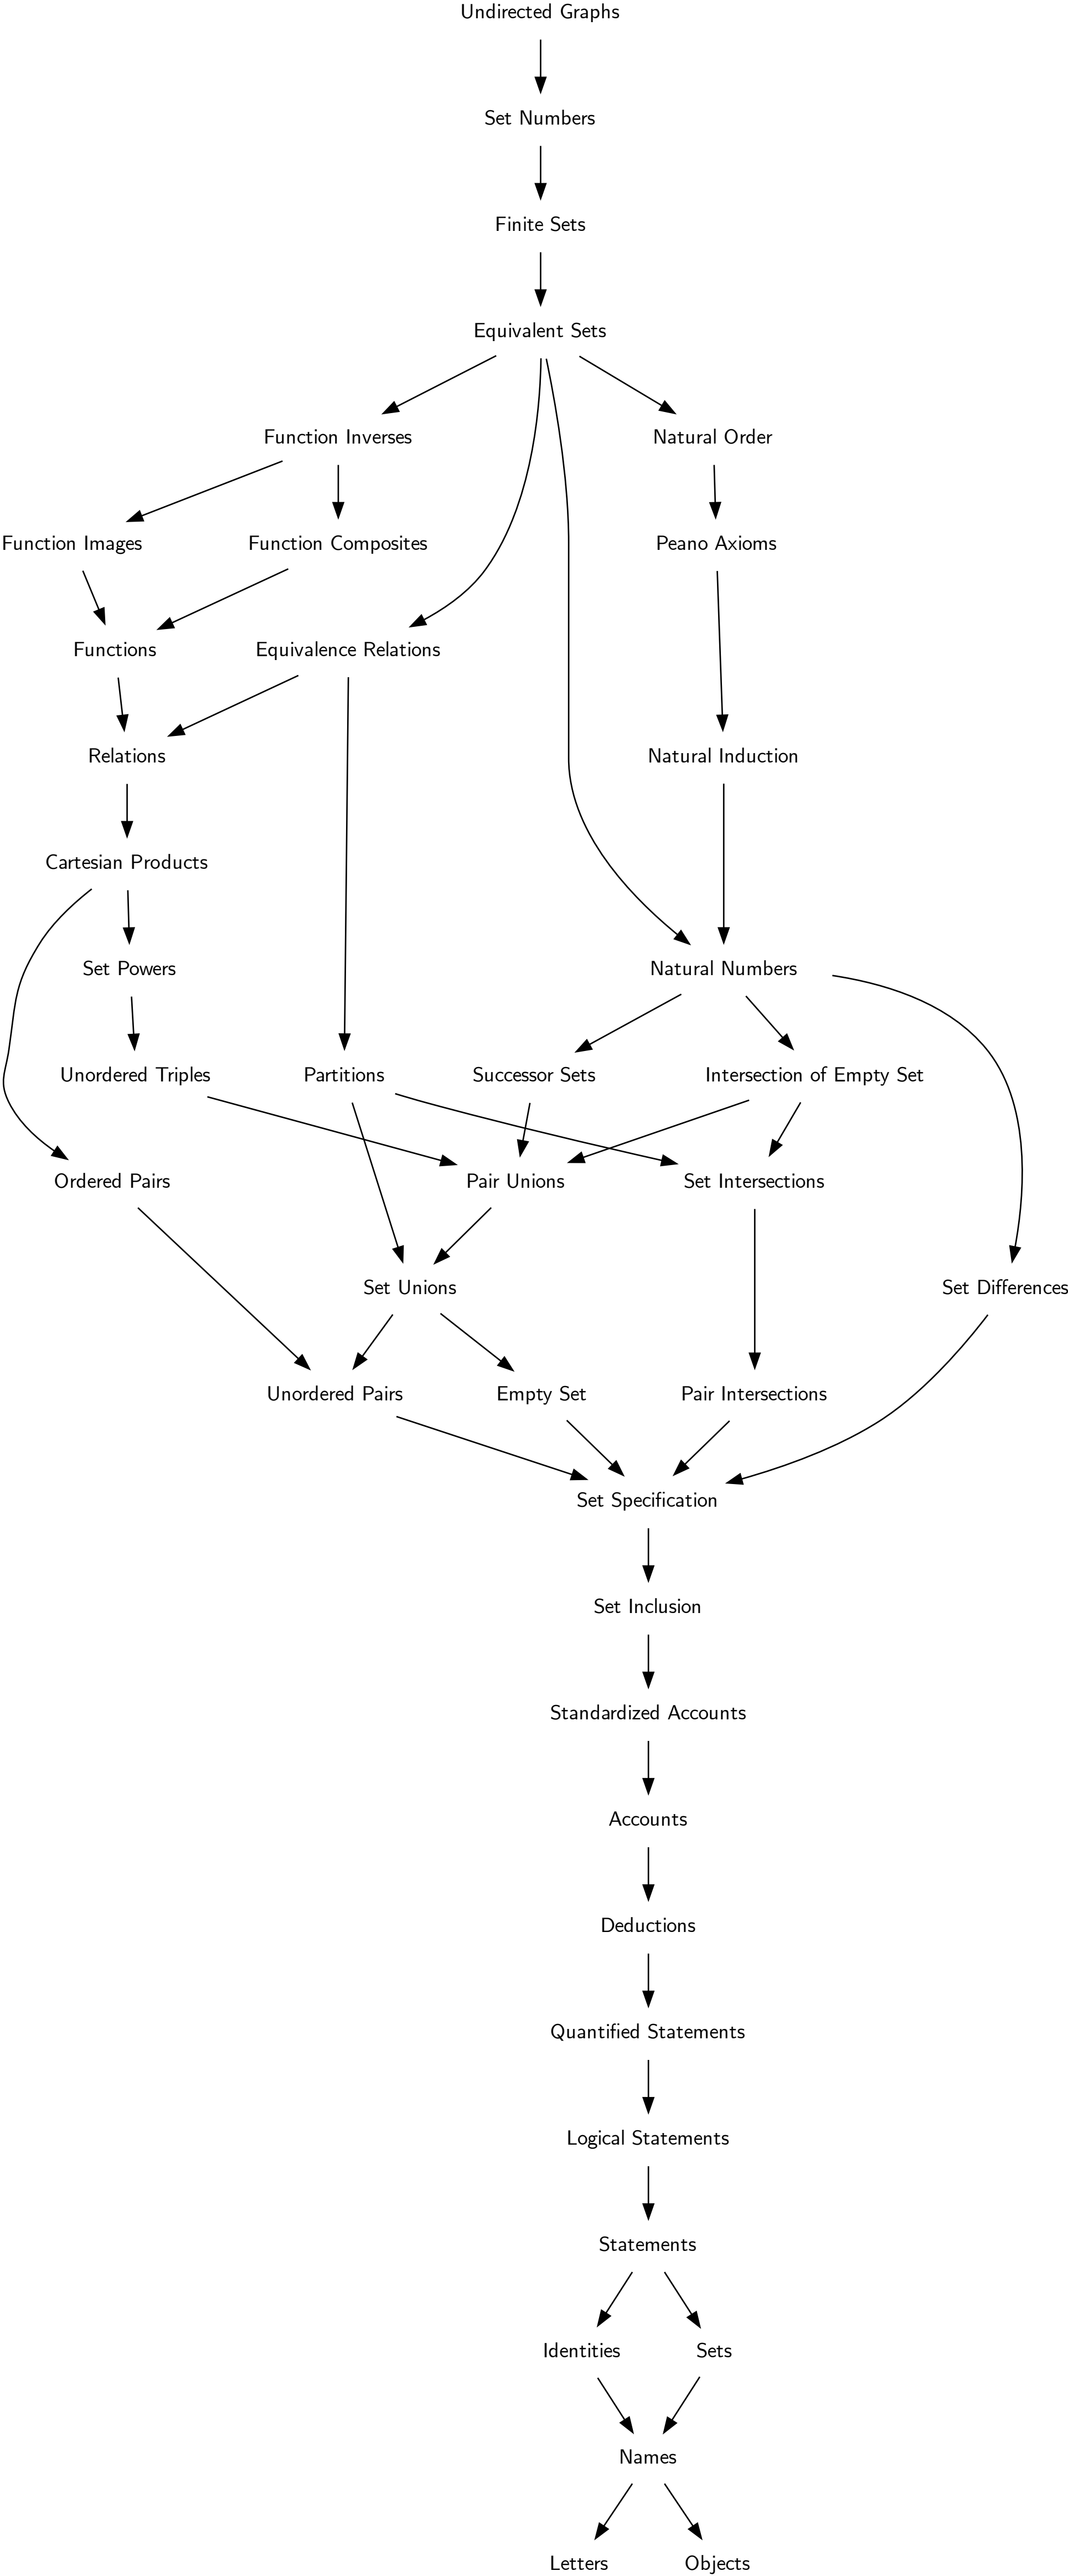 Undirected Graphs
Set Numbers
Finite Sets
Equivalent Sets
Function Inverses
Natural Order
Function Images
Function Composites
Peano Axioms
Functions
Equivalence Relations
Relations
Natural Induction
Cartesian Products
Set Powers
Natural Numbers
Unordered Triples
Partitions
Successor Sets
Intersection of Empty Set
Ordered Pairs
Pair Unions
Set Intersections
Set Unions
Set Differences
Unordered Pairs
Empty Set
Pair Intersections
Set Specification
Set Inclusion
Standardized Accounts
Accounts
Deductions
Quantified Statements
Logical Statements
Statements
Identities
Sets
Names
Letters
Objects